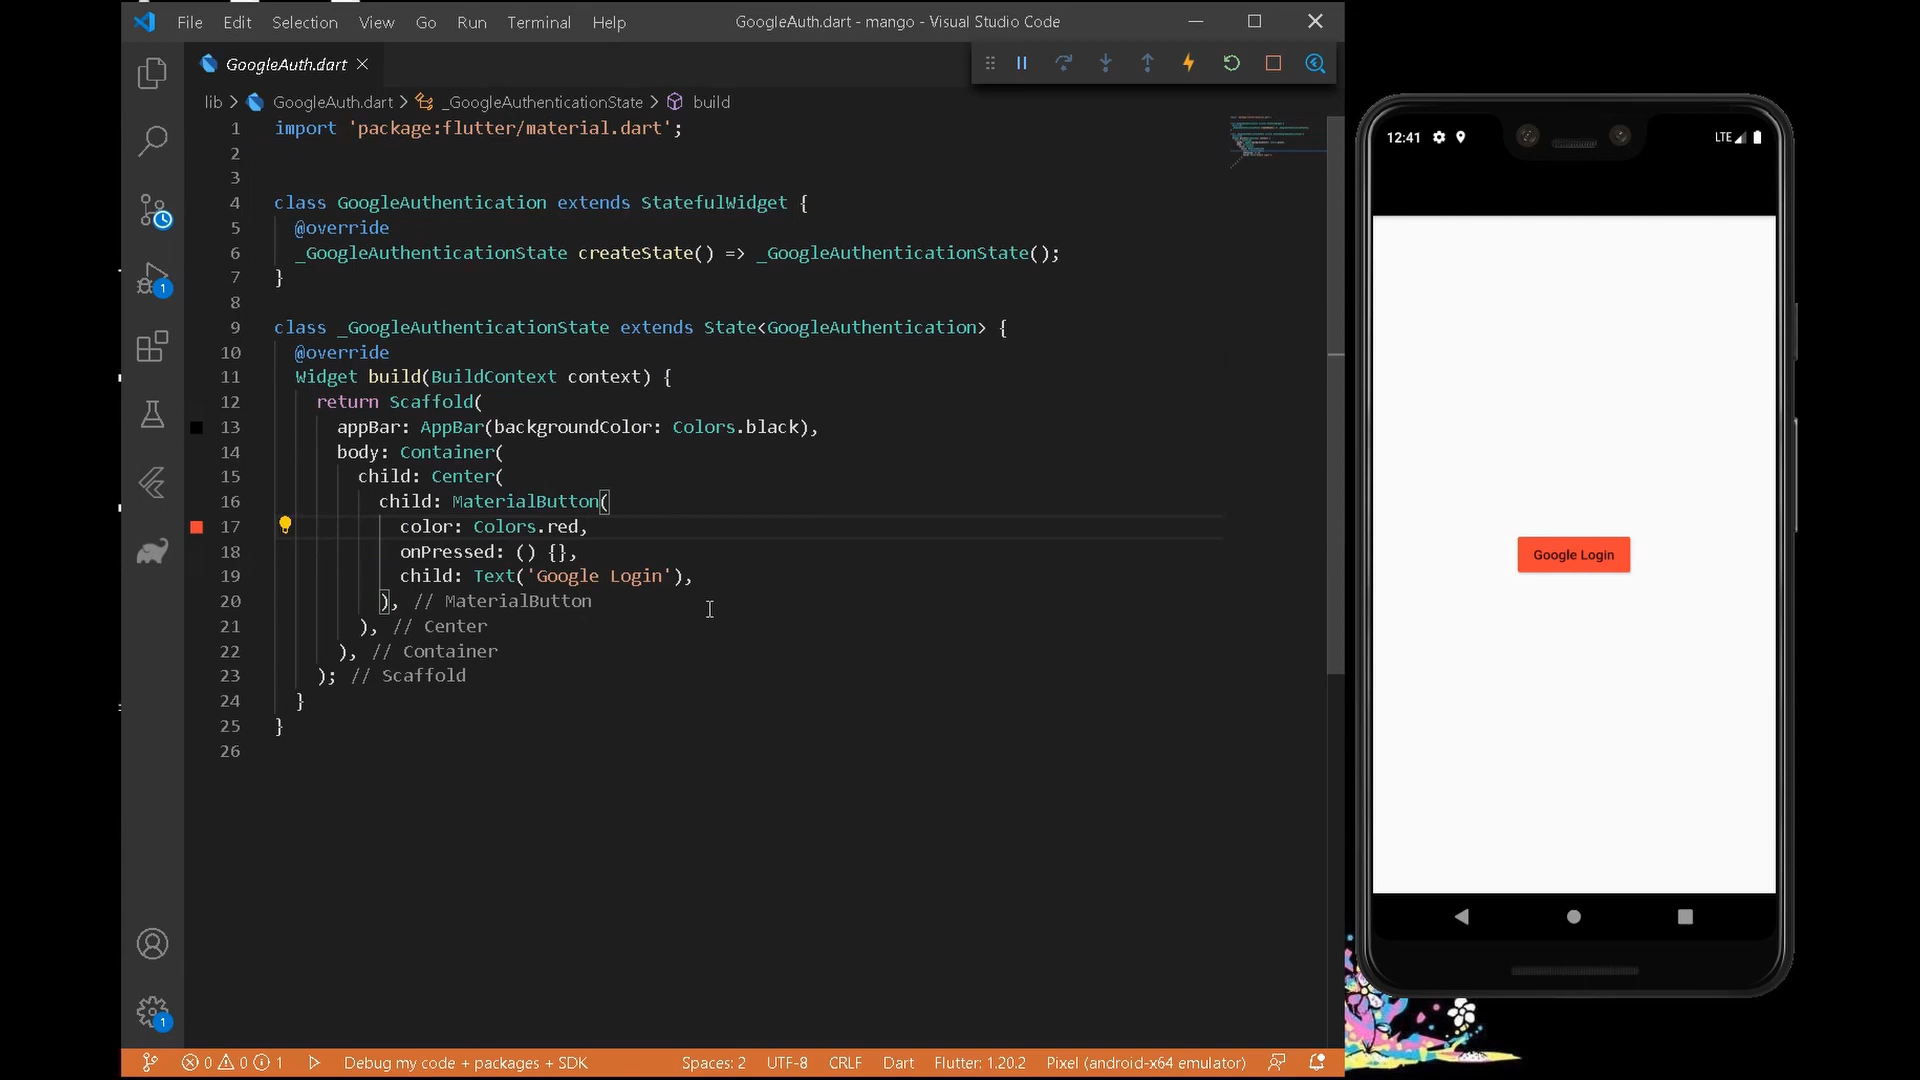 File Edit Selection View Go Run Terminal Help GoogleAuth.dart - mango - Visual Studio Code
GoogleAuth.dart
lib > GoogleAuth.dart > _GoogleAuthenticationState > build
1 import 'package:flutter/material.dart';
2
3
4 class GoogleAuthentication extends StatefulWidget {
5 @override
6 _GoogleAuthenticationState createState() => _GoogleAuthenticationState();
7 }
8
9 class _GoogleAuthenticationState extends State<GoogleAuthentication> {
10 @override
11 Widget build(BuildContext context) {
12 return Scaffold(
13 appBar: AppBar(backgroundColor: Colors.black),
14 body: Container(
15 child: Center(
16 child: MaterialButton(
17 color: Colors.red,
18 onPressed: () {},
19 child: Text('Google Login'),
20 ), // MaterialButton
21 ), // Center
22 ), // Container
23 ); // Scaffold
24 }
25 }
26
1
1
0 0 1 Debug my code + packages + SDK Spaces: 2 UTF-8 CRLF Dart Flutter: 1.20.2 Pixel (android-x64 emulator)
12:41 LTE
Google Login